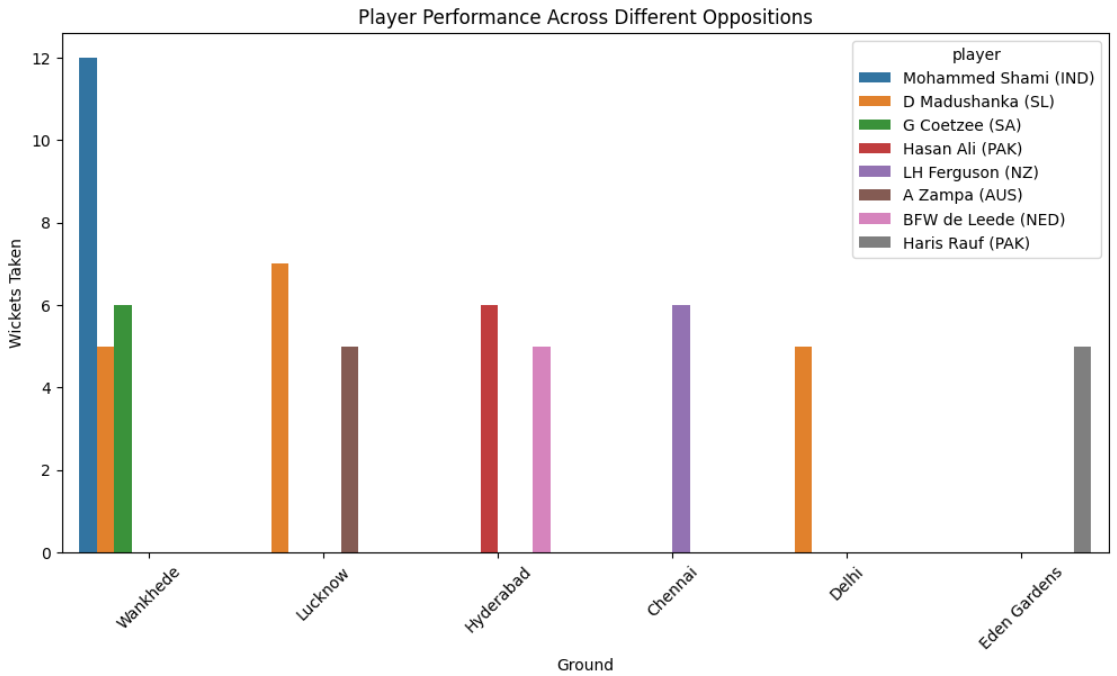 Player Performance Across Different Oppositions
player
Mohammed Shami (IND)
D Madushanka (SL)
G Coetzee (SA)
Hasan Ali (PAK)
LH Ferguson (NZ)
A Zampa (AUS)
BFW de Leede (NED)
Haris Rauf (PAK)
Wickets Taken
12
10
8
6
4
2
0
Wankhede
Lucknow
Hyderabad
Chennai
Delhi
Eden Gardens
Ground